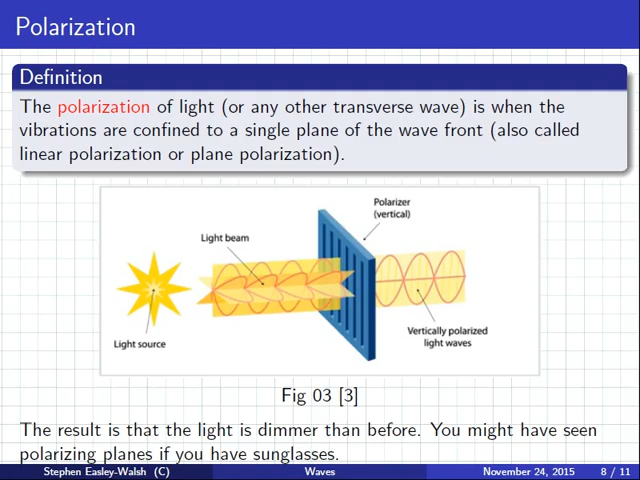 Polarization
Definition
The polarization of light (or any other transverse wave) is when the
vibrations are confined to a single plane of the wave front (also called
linear polarization or plane polarization).
Polarizer
(vertical)
Light beam
Light source
Vertically polarized
light waves
Fig 03 [3]
The result is that the light is dimmer than before. You might have seen
polarizing planes if you have sunglasses.
Stephen Easley-Walsh (C) Waves November 24, 2015 8 / 11